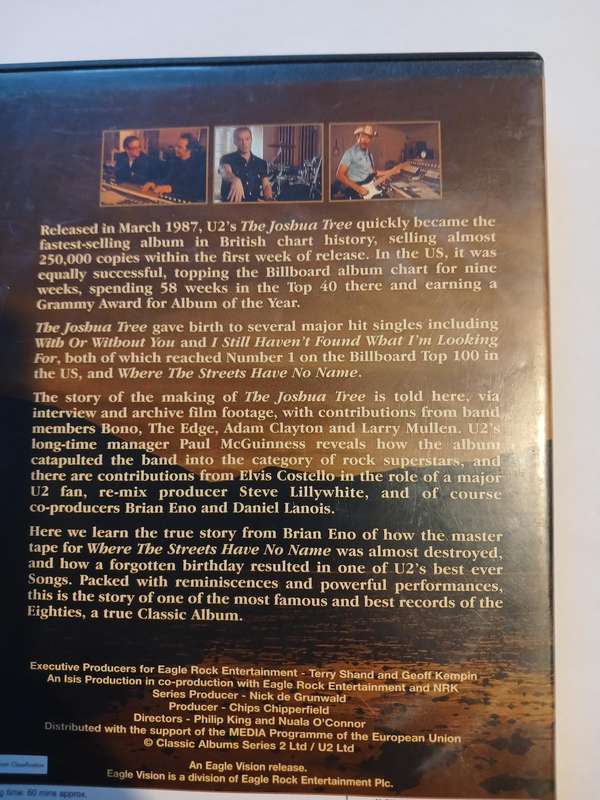 Released in March 1987, U2's The Joshua Tree quickly became the
fastest-selling album in British chart history, selling almost
250,000 copies within the first week of release. In the US, it was
equally successful, topping the Billboard album chart for nine
weeks, spending 58 weeks in the Top 40 there and earning a
Grammy Award for Album of the Year.
The Joshua Tree gave birth to several major hit singles including
With Or Without You and I Still Haven't Found What I'm Looking
For, both of which reached Number 1 on the Billboard Top 100 in
the US, and Where The Streets Have No Name.
The story of the making of The Joshua Tree is told here, via
interview and archive film footage, with contributions from band
members Bono, The Edge, Adam Clayton and Larry Mullen. U2's
long-time manager Paul McGuinness reveals how the album
catapulted the band into the category of rock superstars, and
there are contributions from Elvis Costello in the role of a major
U2 fan, re-mix producer Steve Lillywhite, and of course
co-producers Brian Eno and Daniel Lanois.
Here we learn the true story from Brian Eno of how the master
tape for Where The Streets Have No Name was almost destroyed,
and how a forgotten birthday resulted in one of U2's best ever
Songs. Packed with reminiscences and powerful performances,
this is the story of one of the most famous and best records of the
Eighties, a true Classic Album.
Executive Producers for Eagle Rock Entertainment - Terry Shand and Geoff Kempin
An Isis Production in co-production with Eagle Rock Entertainment and NRK
Series Producer - Nick de Grunwald
Producer - Chips Chipperfield
Directors - Philip King and Nuala O'Connor
Distributed with the support of the MEDIA Programme of the European Union
© Classic Albums Series 2 Ltd / U2 Ltd
An Eagle Vision release.
Eagle Vision is a division of Eagle Rock Entertainment Plc.
Classification
time: 60 mins approx.